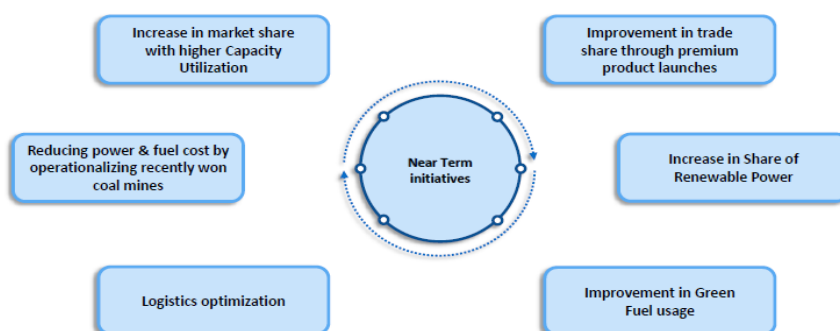 Increase in market share
with higher Capacity
Utilization
Improvement in trade
share through premium
product launches
Reducing power & fuel cost by
operationalizing recently won
coal mines
Near Term
initiatives
Increase in Share of
Renewable Power
Logistics optimization
Improvement in Green
Fuel usage